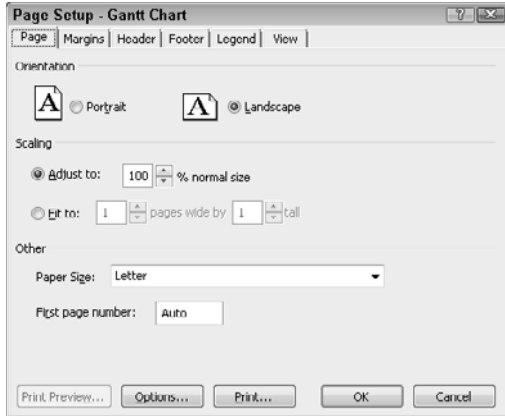 Page Setup - Gantt Chart
Page Margins Header Footer Legend View
Orientation
A Portrait A Landscape
Scaling
Adjust to: 100 % normal size
Fit to: 1 pages wide by 1 tall
Other
Paper Size: Letter
First page number: Auto
Print Preview... Options... Print... OK Cancel